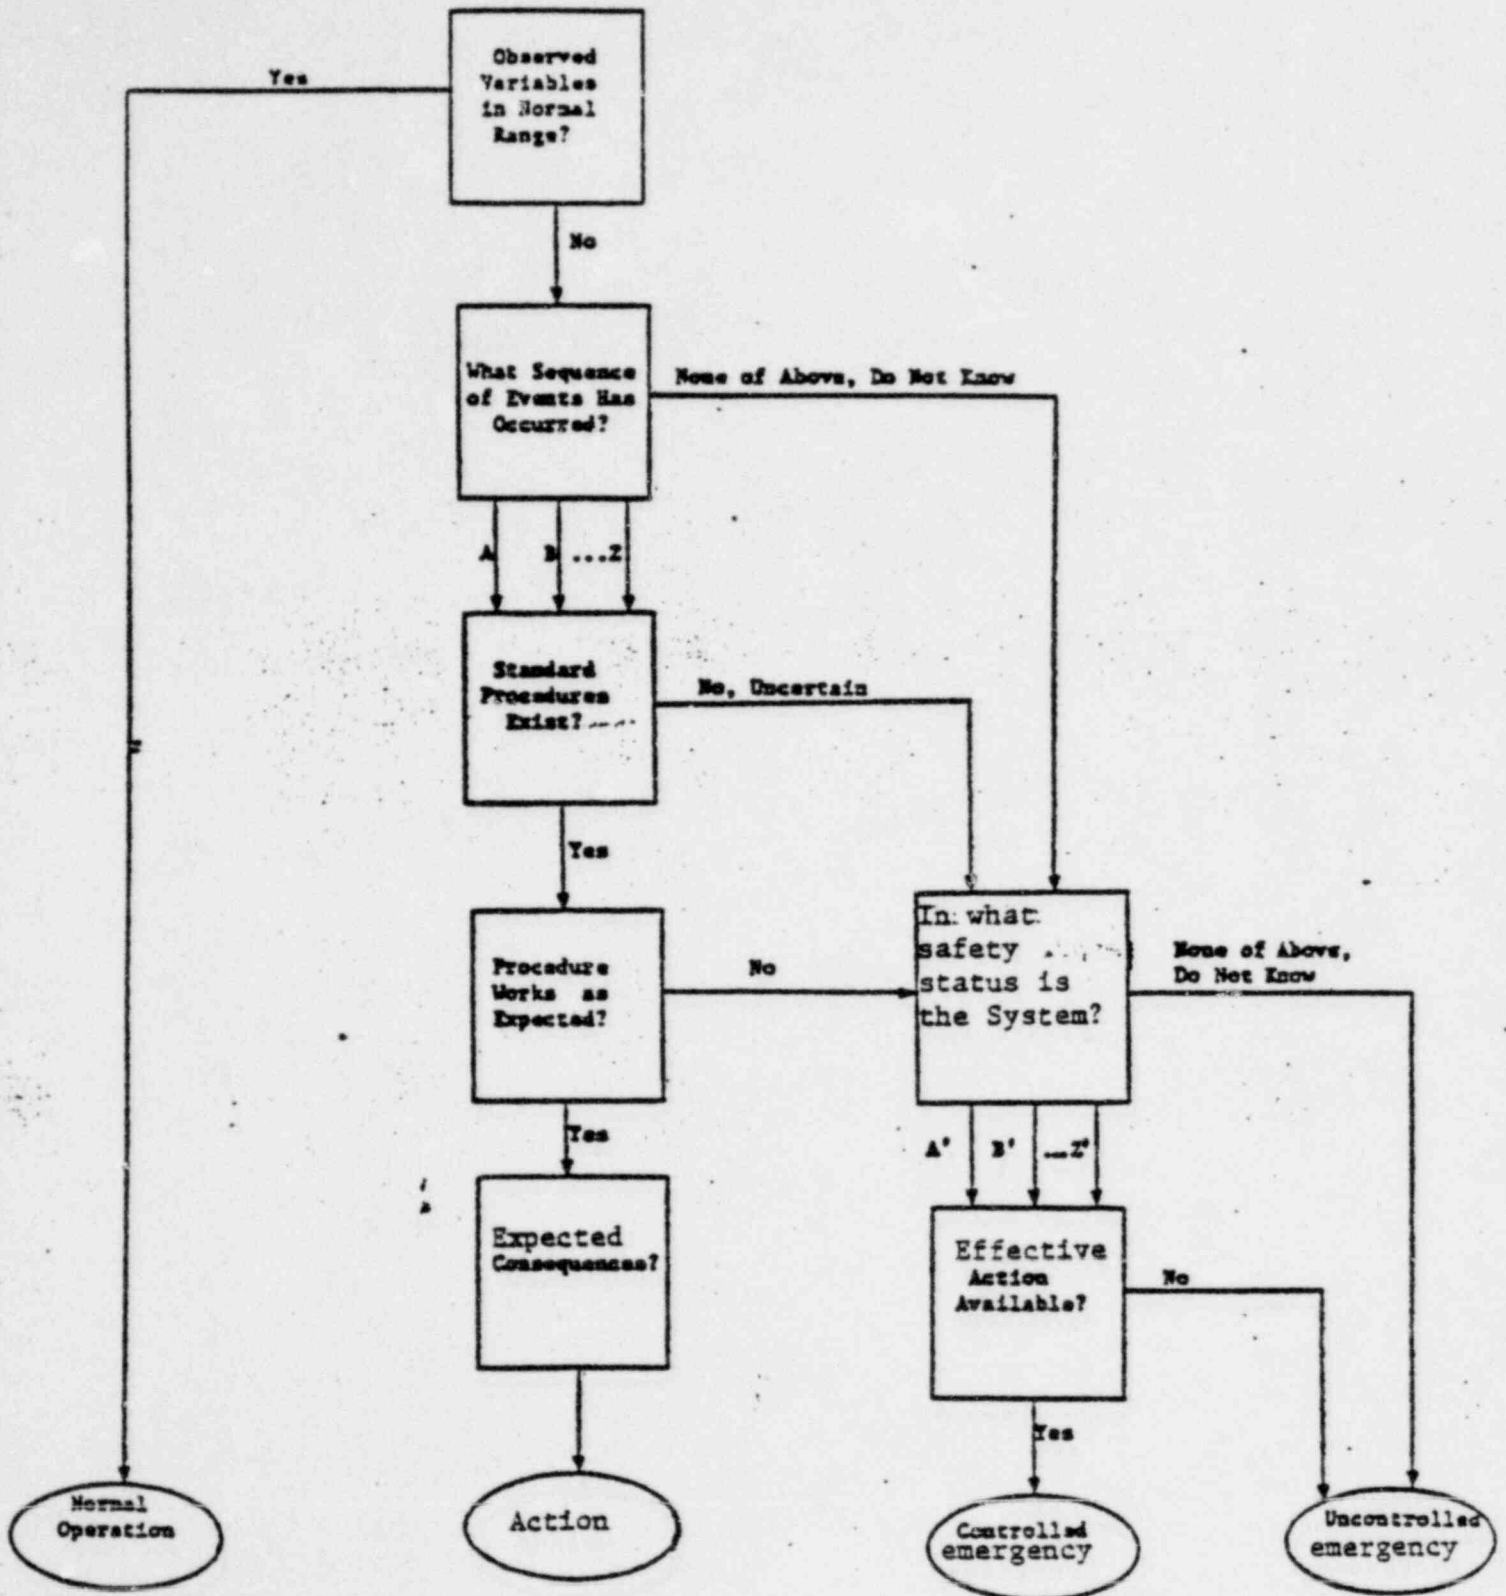 Observed
Variables
in Normal
Range?
Yes
No
What Sequence
of Events Has
Occurred?
None of Above, Do Not Know
A B ...Z
Standard
Procedures
Exist?
No, Uncertain
Yes
Procedure
Works as
Expected?
No
In what
safety
status is
the System?
None of Above,
Do Not Know
Yes
A' B' ...Z'
Expected
Consequences?
Effective
Action
Available?
No
Yes
Normal
Operation
Action
Controlled
emergency
Uncontrolled
emergency